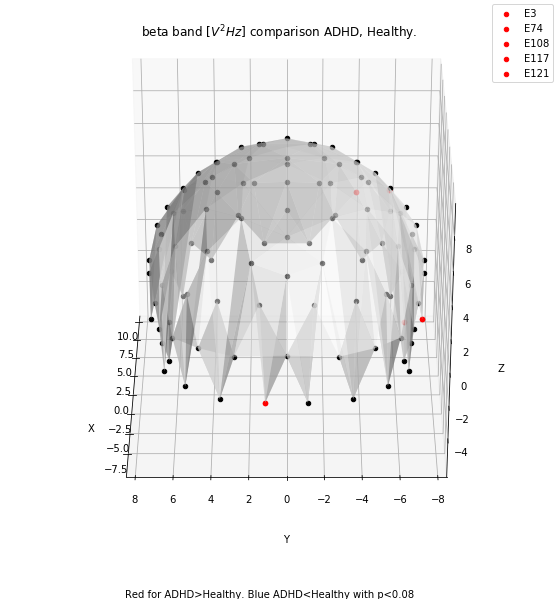 E3
E74
E108
E117
E121
beta band [V²Hz] comparison ADHD, Healthy.
8
6
4
2
0
−2
−4
Z
10.0
7.5
5.0
2.5
0.0
−2.5
−5.0
−7.5
X
8 6 4 2 0 −2 −4 −6 −8
Y
Red for ADHD>Healthy. Blue ADHD<Healthy with p<0.08